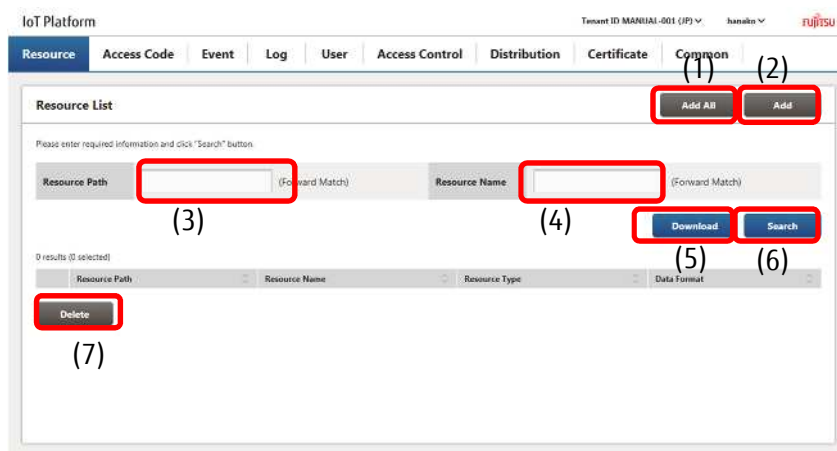 IoT Platform Tenant ID MANUAL-001 (JP) hanako FUJITSU
Resource Access Code Event Log User Access Control Distribution Certificate Common
(1) (2)
Resource List Add All Add
Please enter required information and click "Search" button.
Resource Path (Forward Match) Resource Name (Forward Match)
(3) (4)
Download Search
(5) (6)
0 results (0 selected)
Resource Path Resource Name Resource Type Data Format
Delete
(7)